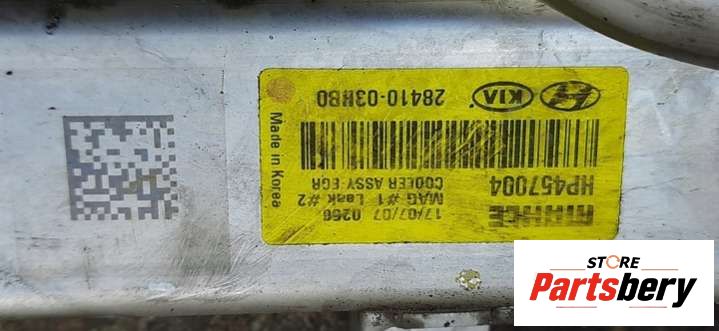 MAHLE
HP457004
17/07/07 0256
MAG #1 Leak #2
COOLER ASSY EGR
KIA
28410-03HB0
Made in Korea
STORE
Partsbery